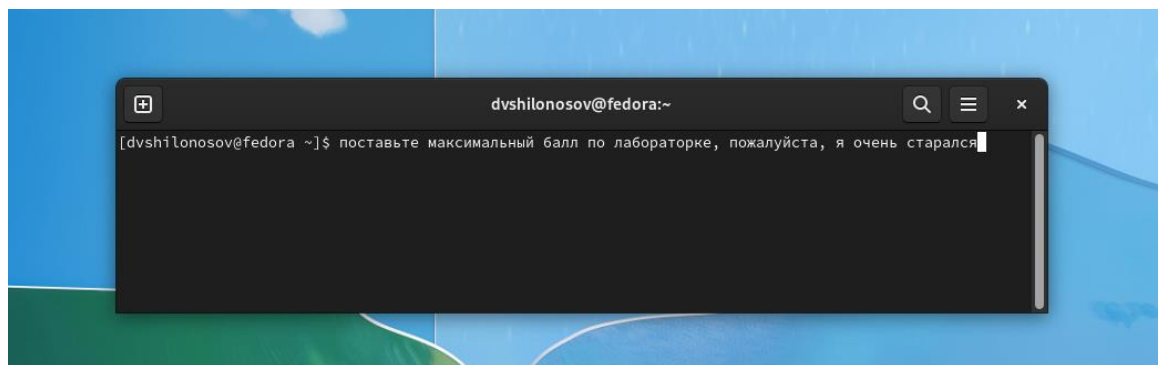 dvshilonosov@fedora:~
[dvshilonosov@fedora ~]$ поставьте максимальный балл по лабораторке, пожалуйста, я очень старался